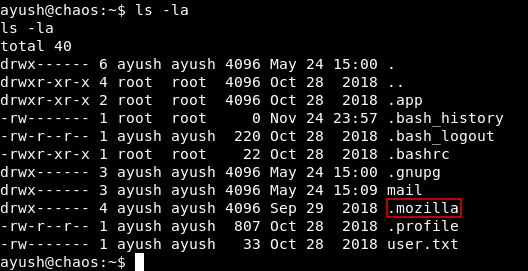 ayush@chaos:~$ ls -la
ls -la
total 40
drwx------ 6 ayush ayush 4096 May 24 15:00 .
drwxr-xr-x 4 root  root  4096 Oct 28  2018 ..
drwxr-xr-x 2 root  root  4096 Oct 28  2018 .app
-rw------- 1 root  root     0 Nov 24 23:57 .bash_history
-rw-r--r-- 1 ayush ayush  220 Oct 28  2018 .bash_logout
-rwxr-xr-x 1 root  root    22 Oct 28  2018 .bashrc
drwx------ 3 ayush ayush 4096 May 24 15:00 .gnupg
drwx------ 3 ayush ayush 4096 May 24 15:09 mail
drwx------ 4 ayush ayush 4096 Sep 29  2018 .mozilla
-rw-r--r-- 1 ayush ayush  807 Oct 28  2018 .profile
-rw------- 1 ayush ayush   33 Oct 28  2018 user.txt
ayush@chaos:~$